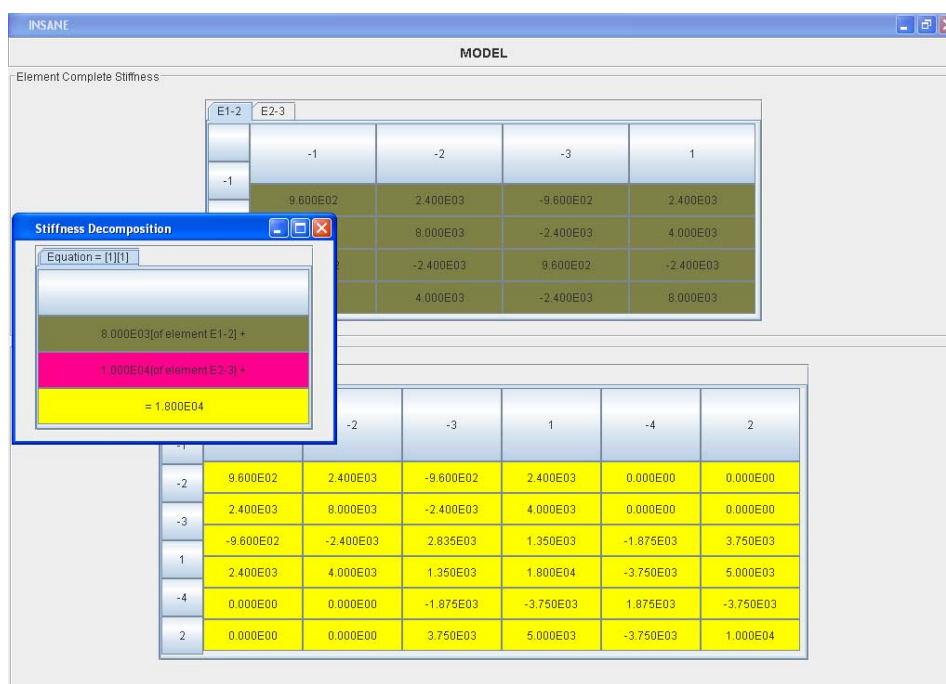 INSANE
MODEL
Element Complete Stiffness
E1-2 E2-3
-1 -2 -3 1
-1
9.600E02 2.400E03 -9.600E02 2.400E03
8.000E03 -2.400E03 4.000E03
-2.400E03 9.600E02 -2.400E03
4.000E03 -2.400E03 8.000E03
Stiffness Decomposition
Equation = [1][1]
8.000E03[of element E1-2] +
1.000E04[of element E2-3] +
= 1.800E04
-2 -3 1 -4 2
-1
-2 9.600E02 2.400E03 -9.600E02 2.400E03 0.000E00 0.000E00
-3 2.400E03 8.000E03 -2.400E03 4.000E03 0.000E00 0.000E00
-9.600E02 -2.400E03 2.835E03 1.350E03 -1.875E03 3.750E03
1 2.400E03 4.000E03 1.350E03 1.800E04 -3.750E03 5.000E03
-4 0.000E00 0.000E00 -1.875E03 -3.750E03 1.875E03 -3.750E03
2 0.000E00 0.000E00 3.750E03 5.000E03 -3.750E03 1.000E04